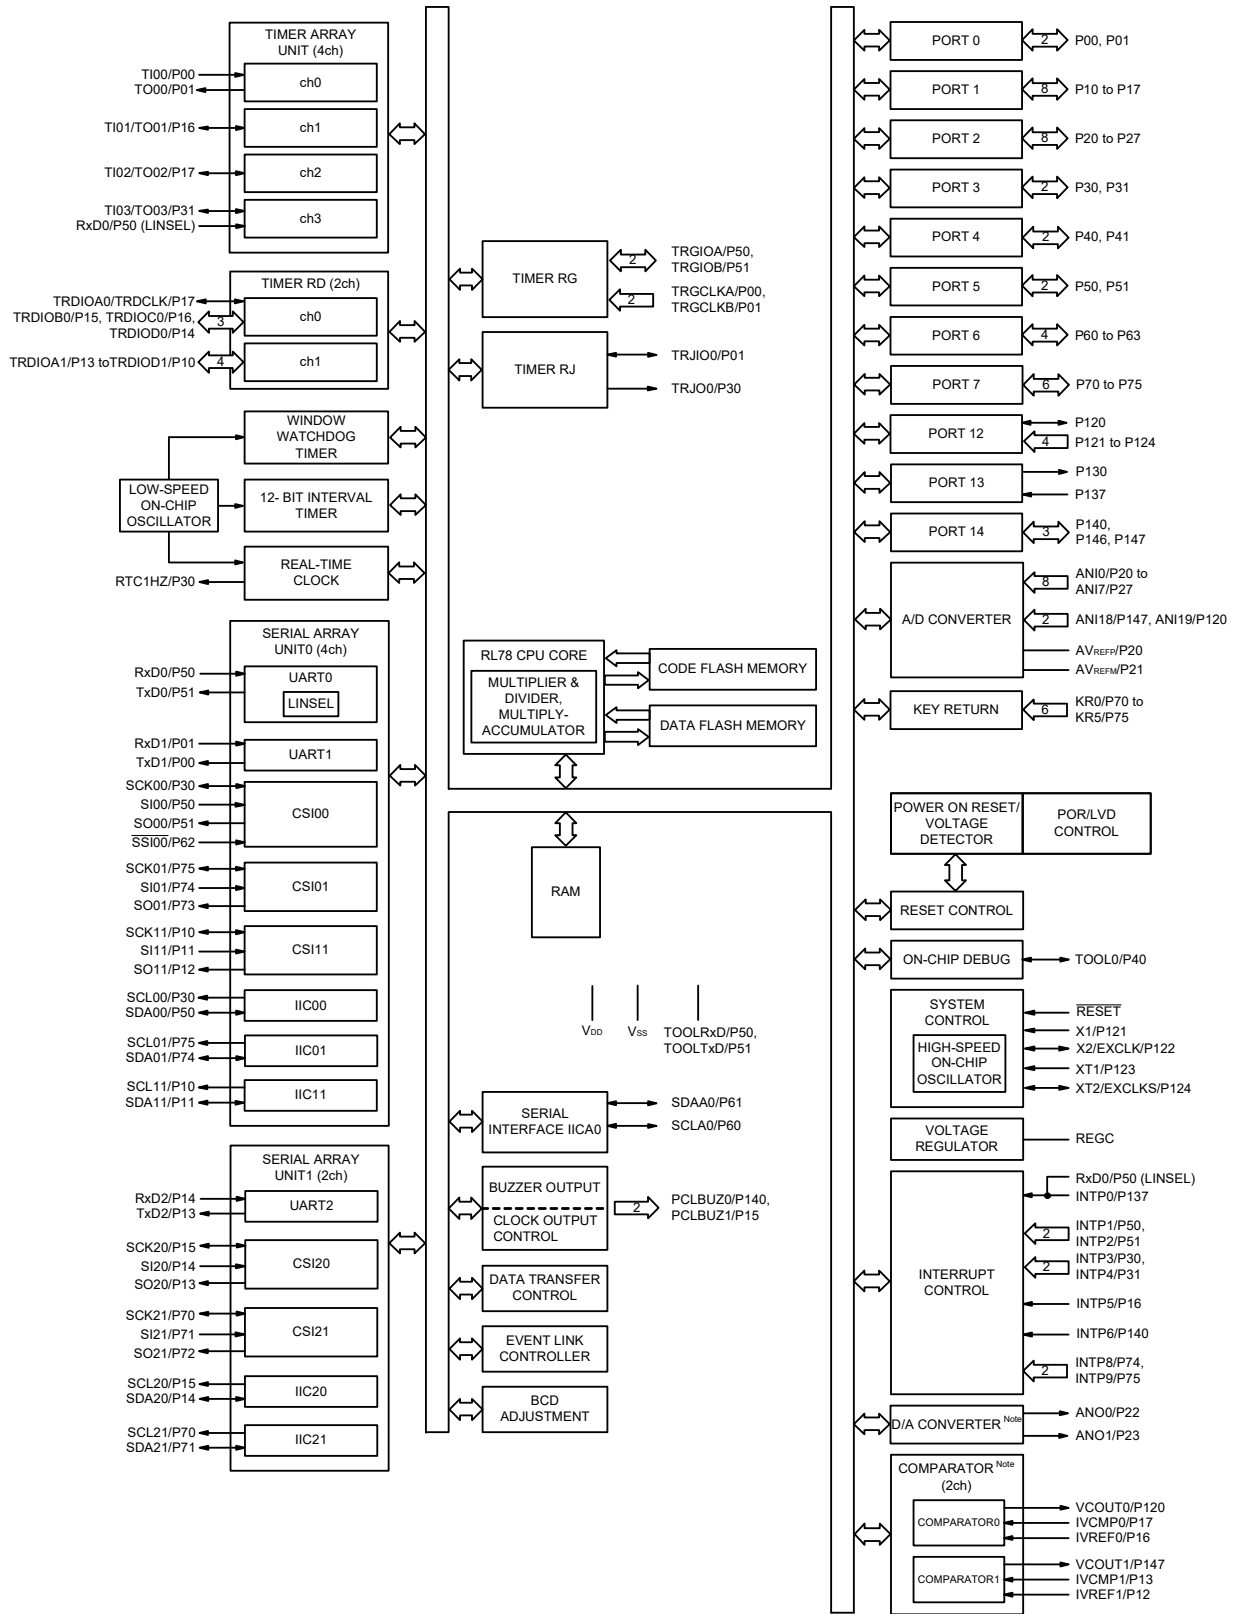 TIMER ARRAY
UNIT (4ch)
TI00/P00
TO00/P01
ch0
TI01/TO01/P16
ch1
TI02/TO02/P17
ch2
TI03/TO03/P31
RxD0/P50 (LINSEL)
ch3
TIMER RD (2ch)
TRDIOA0/TRDCLK/P17
TRDIOB0/P15, TRDIOC0/P16,
TRDIOD0/P14
3
ch0
TRDIOA1/P13 toTRDIOD1/P10
4
ch1
WINDOW
WATCHDOG
TIMER
LOW-SPEED
ON-CHIP
OSCILLATOR
12- BIT INTERVAL
TIMER
RTC1HZ/P30
REAL-TIME
CLOCK
SERIAL ARRAY
UNIT0 (4ch)
RxD0/P50
TxD0/P51
UART0
LINSEL
RxD1/P01
TxD1/P00
UART1
SCK00/P30
SI00/P50
SO00/P51
SSI00/P62
CSI00
SCK01/P75
SI01/P74
SO01/P73
CSI01
SCK11/P10
SI11/P11
SO11/P12
CSI11
SCL00/P30
SDA00/P50
IIC00
SCL01/P75
SDA01/P74
IIC01
SCL11/P10
SDA11/P11
IIC11
SERIAL ARRAY
UNIT1 (2ch)
RxD2/P14
TxD2/P13
UART2
SCK20/P15
SI20/P14
SO20/P13
CSI20
SCK21/P70
SI21/P71
SO21/P72
CSI21
SCL20/P15
SDA20/P14
IIC20
SCL21/P70
SDA21/P71
IIC21
TIMER RG
2
TRGIOA/P50,
TRGIOB/P51
2
TRGCLKA/P00,
TRGCLKB/P01
TIMER RJ
TRJIO0/P01
TRJO0/P30
RL78 CPU CORE
MULTIPLIER &
DIVIDER,
MULTIPLY-
ACCUMULATOR
CODE FLASH MEMORY
DATA FLASH MEMORY
RAM
VDD
VSS
TOOLRxD/P50,
TOOLTxD/P51
SERIAL
INTERFACE IICA0
SDAA0/P61
SCLA0/P60
BUZZER OUTPUT
CLOCK OUTPUT
CONTROL
2
PCLBUZ0/P140,
PCLBUZ1/P15
DATA TRANSFER
CONTROL
EVENT LINK
CONTROLLER
BCD
ADJUSTMENT
PORT 0
2
P00, P01
PORT 1
8
P10 to P17
PORT 2
8
P20 to P27
PORT 3
2
P30, P31
PORT 4
2
P40, P41
PORT 5
2
P50, P51
PORT 6
4
P60 to P63
PORT 7
6
P70 to P75
PORT 12
P120
4
P121 to P124
PORT 13
P130
P137
PORT 14
3
P140,
P146, P147
A/D CONVERTER
8
ANI0/P20 to
ANI7/P27
2
ANI18/P147, ANI19/P120
AVREFP/P20
AVREFM/P21
KEY RETURN
6
KR0/P70 to
KR5/P75
POWER ON RESET/
VOLTAGE
DETECTOR
POR/LVD
CONTROL
RESET CONTROL
ON-CHIP DEBUG
TOOL0/P40
SYSTEM
CONTROL
HIGH-SPEED
ON-CHIP
OSCILLATOR
RESET
X1/P121
X2/EXCLK/P122
XT1/P123
XT2/EXCLKS/P124
VOLTAGE
REGULATOR
REGC
INTERRUPT
CONTROL
RxD0/P50 (LINSEL)
INTP0/P137
2
INTP1/P50,
INTP2/P51
2
INTP3/P30,
INTP4/P31
INTP5/P16
INTP6/P140
2
INTP8/P74,
INTP9/P75
D/A CONVERTER Note
ANO0/P22
ANO1/P23
COMPARATOR Note
(2ch)
COMPARATOR0
VCOUT0/P120
IVCMP0/P17
IVREF0/P16
COMPARATOR1
VCOUT1/P147
IVCMP1/P13
IVREF1/P12